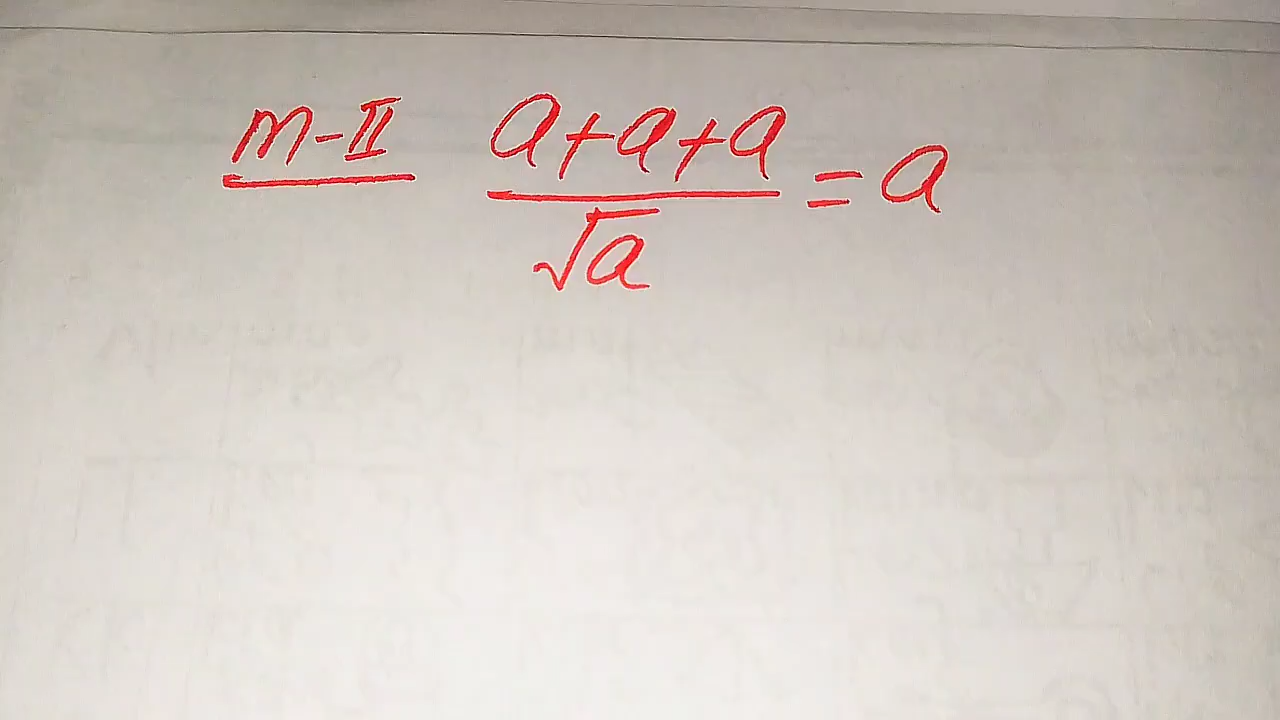 m-II a+a+a/√a = a